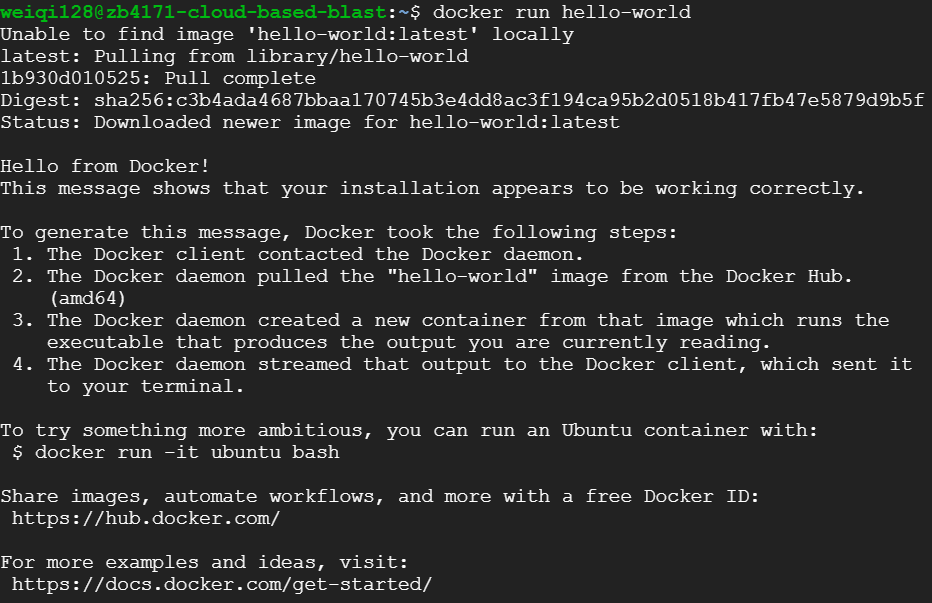 weiqi128@zb4171-cloud-based-blast:~$ docker run hello-world
Unable to find image 'hello-world:latest' locally
latest: Pulling from library/hello-world
1b930d010525: Pull complete
Digest: sha256:c3b4ada4687bbaa170745b3e4dd8ac3f194ca95b2d0518b417fb47e5879d9b5f
Status: Downloaded newer image for hello-world:latest

Hello from Docker!
This message shows that your installation appears to be working correctly.

To generate this message, Docker took the following steps:
 1. The Docker client contacted the Docker daemon.
 2. The Docker daemon pulled the "hello-world" image from the Docker Hub.
    (amd64)
 3. The Docker daemon created a new container from that image which runs the
    executable that produces the output you are currently reading.
 4. The Docker daemon streamed that output to the Docker client, which sent it
    to your terminal.

To try something more ambitious, you can run an Ubuntu container with:
 $ docker run -it ubuntu bash

Share images, automate workflows, and more with a free Docker ID:
 https://hub.docker.com/

For more examples and ideas, visit:
 https://docs.docker.com/get-started/